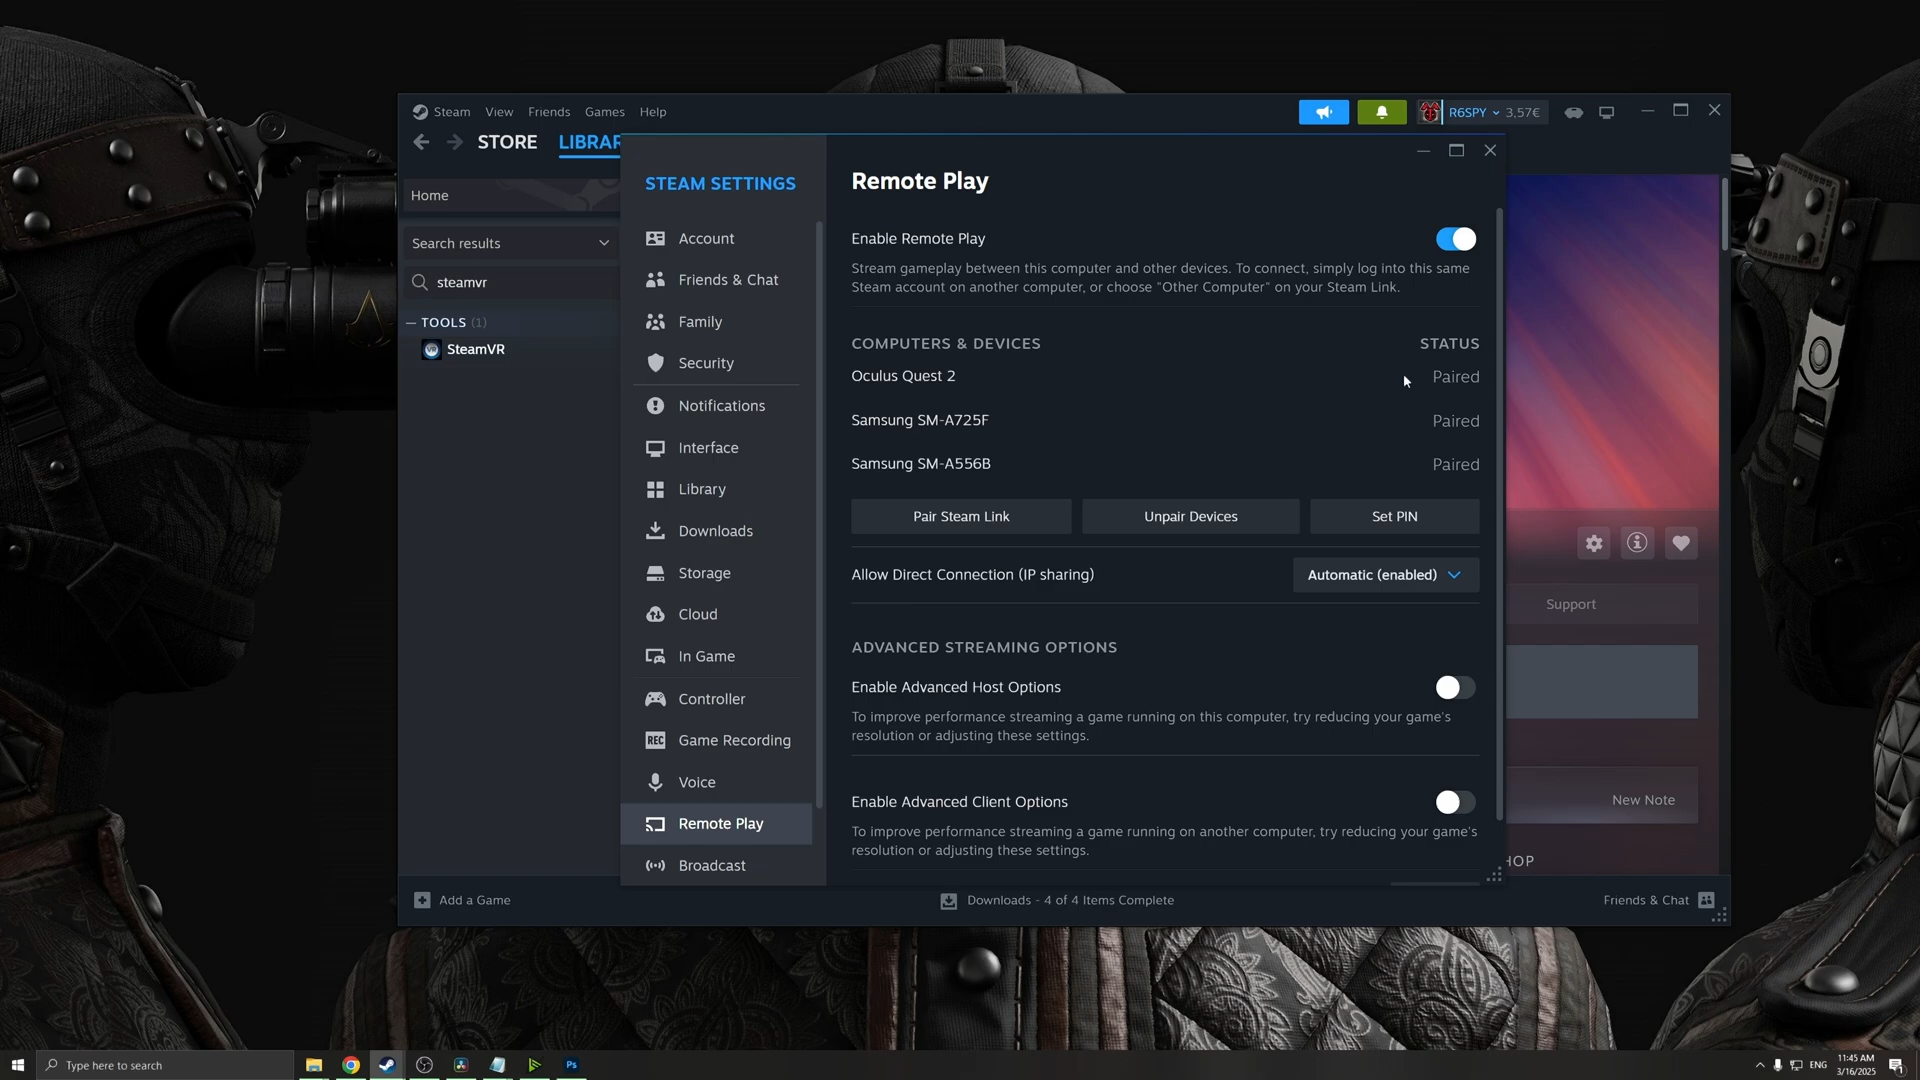 Steam View Friends Games Help
R6SPY 3,57€
STORE LIBRAR
Home
Search results
steamvr
TOOLS (1)
SteamVR
STEAM SETTINGS
Account
Friends & Chat
Family
Security
Notifications
Interface
Library
Downloads
Storage
Cloud
In Game
Controller
REC Game Recording
Voice
Remote Play
Broadcast
Remote Play
Enable Remote Play
Stream gameplay between this computer and other devices. To connect, simply log into this same
Steam account on another computer, or choose "Other Computer" on your Steam Link.
COMPUTERS & DEVICES STATUS
Oculus Quest 2 Paired
Samsung SM-A725F Paired
Samsung SM-A556B Paired
Pair Steam Link Unpair Devices Set PIN
Allow Direct Connection (IP sharing) Automatic (enabled)
ADVANCED STREAMING OPTIONS
Enable Advanced Host Options
To improve performance streaming a game running on this computer, try reducing your game's
resolution or adjusting these settings.
Enable Advanced Client Options
To improve performance streaming a game running on another computer, try reducing your game's
resolution or adjusting these settings.
Support
New Note
HOP
Add a Game
Downloads - 4 of 4 Items Complete
Friends & Chat
Type here to search
Ps
ENG
11:45 AM
3/16/2025